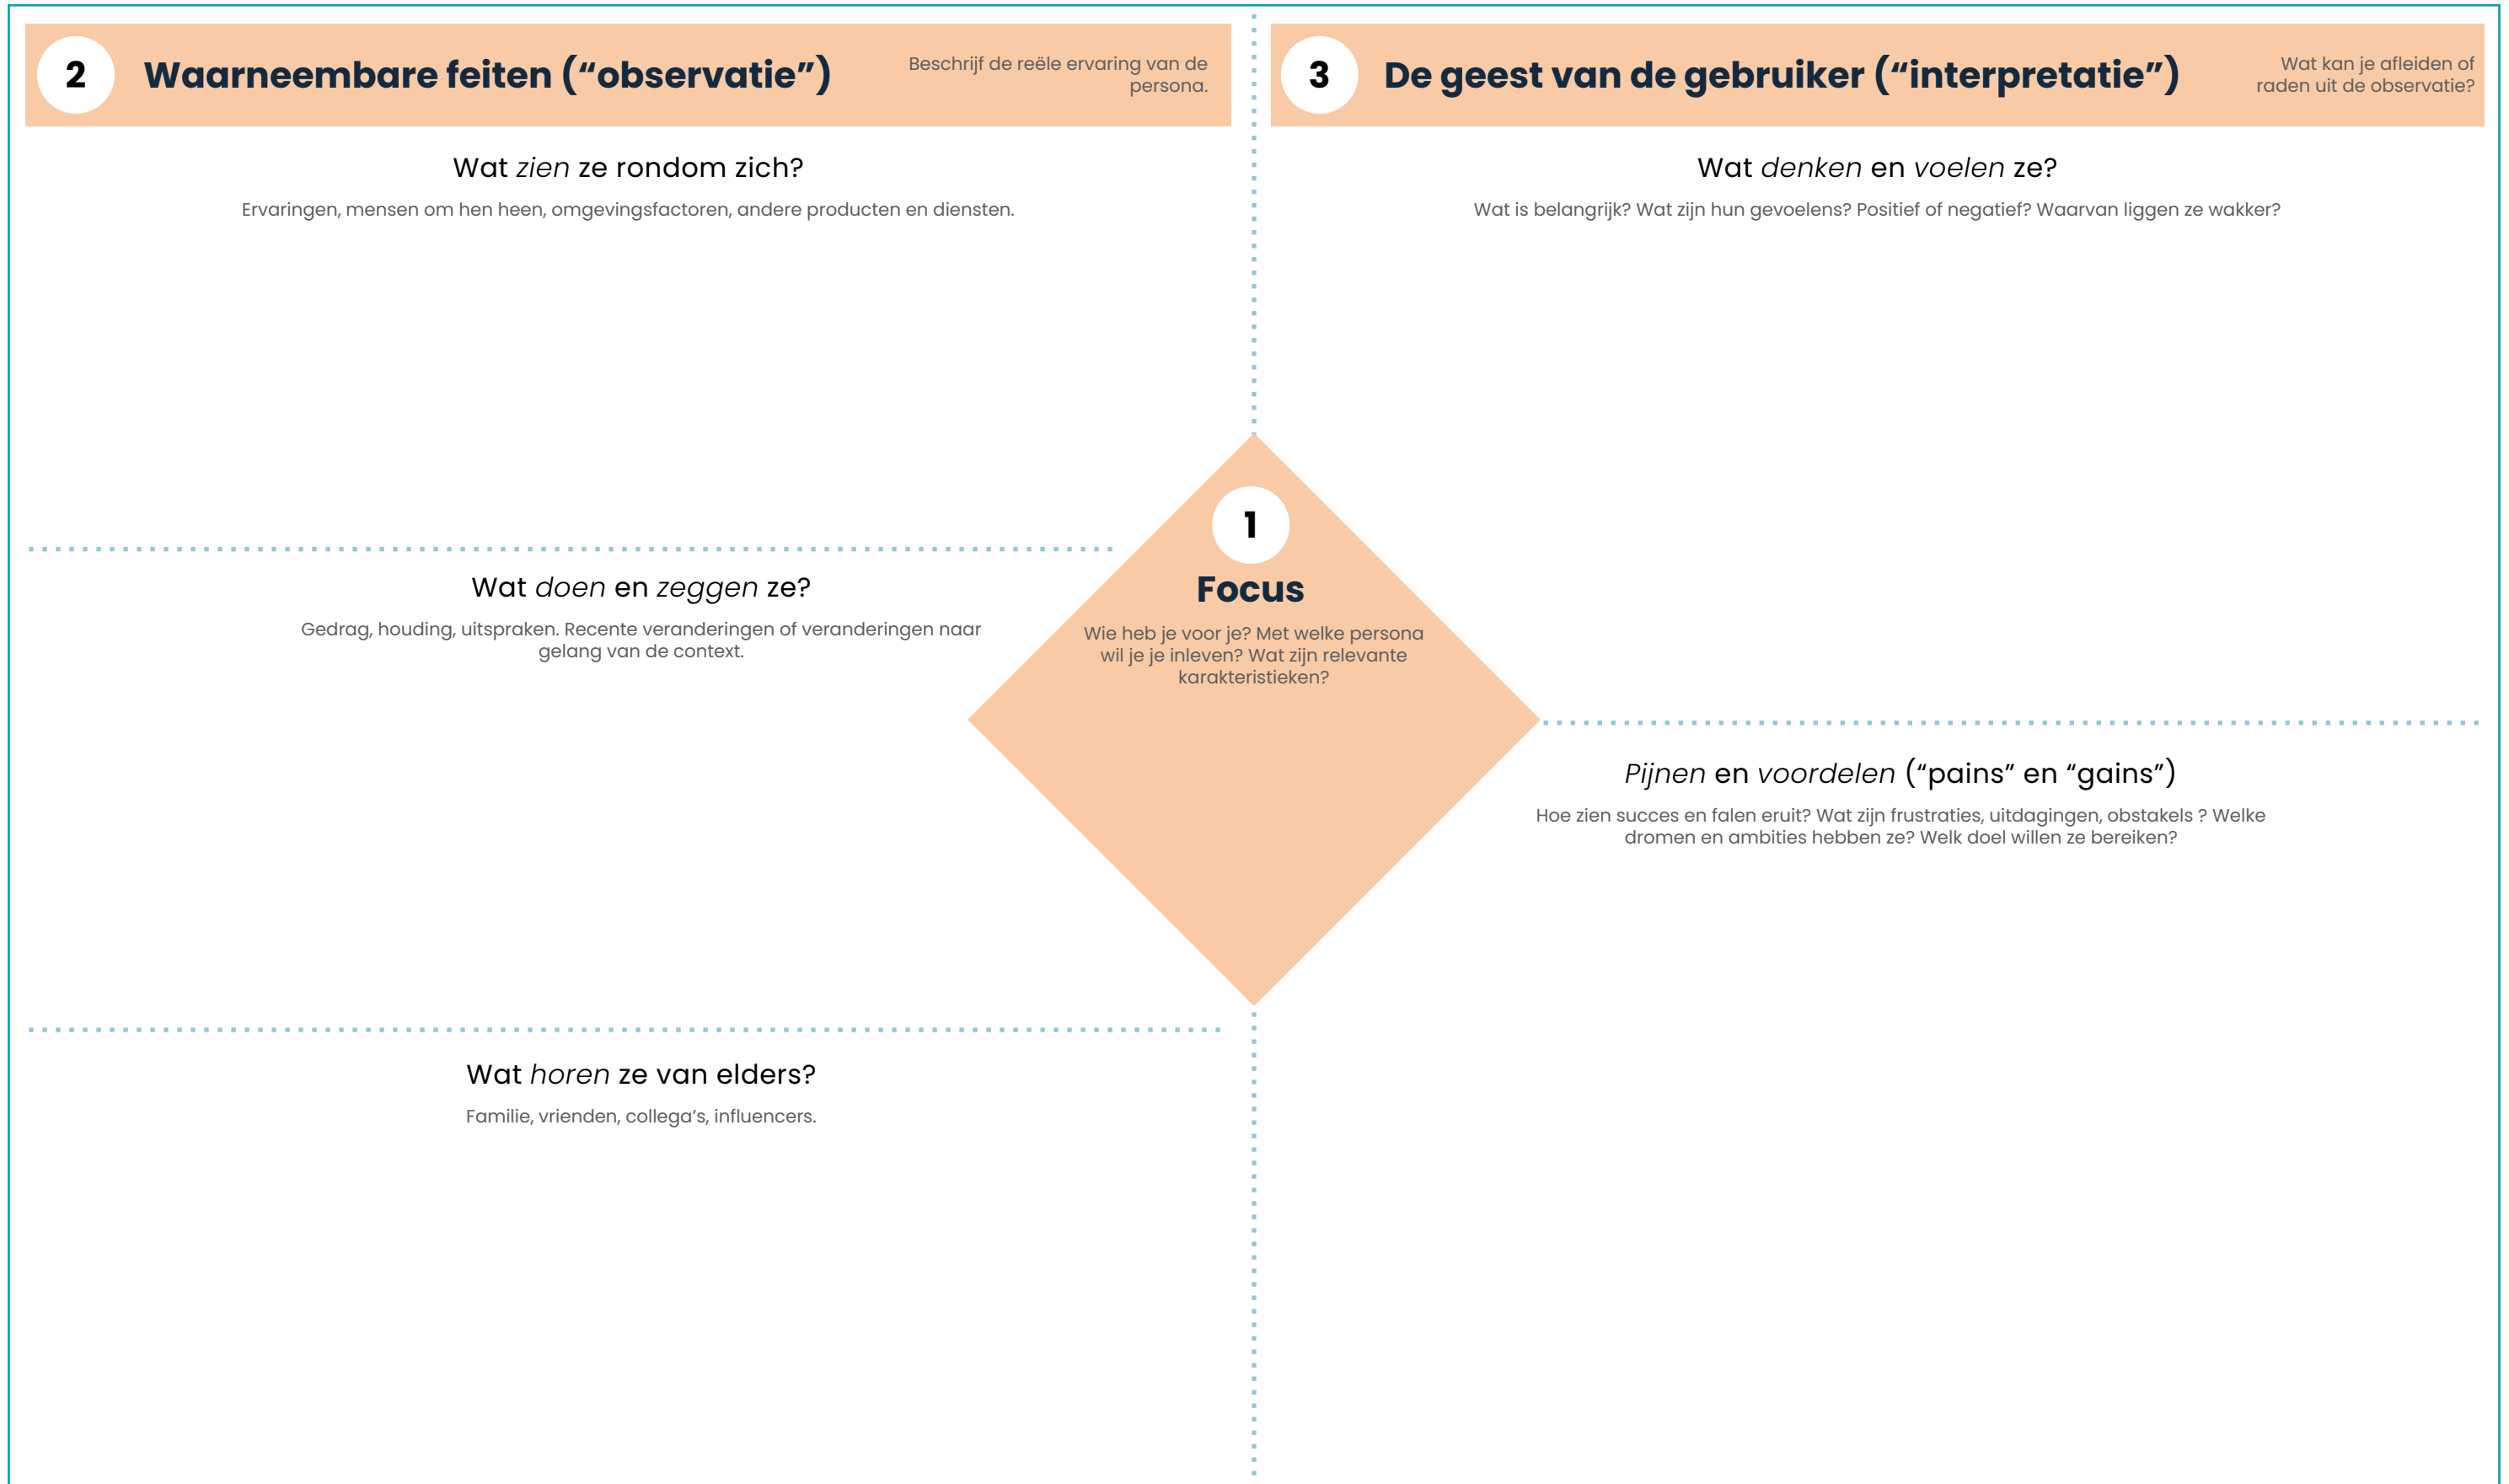 2
Waarneembare feiten (“observatie”)
Beschrijf de reële ervaring van de
persona.
Wat zien ze rondom zich?
Ervaringen, mensen om hen heen, omgevingsfactoren, andere producten en diensten.
Wat doen en zeggen ze?
Gedrag, houding, uitspraken. Recente veranderingen of veranderingen naar
gelang van de context.
Wat horen ze van elders?
Familie, vrienden, collega’s, influencers.
1
Focus
Wie heb je voor je? Met welke persona
wil je je inleven? Wat zijn relevante
karakteristieken?
3
De geest van de gebruiker (“interpretatie”)
Wat kan je afleiden of
raden uit de observatie?
Wat denken en voelen ze?
Wat is belangrijk? Wat zijn hun gevoelens? Positief of negatief? Waarvan liggen ze wakker?
Pijnen en voordelen (“pains” en “gains”)
Hoe zien succes en falen eruit? Wat zijn frustraties, uitdagingen, obstakels ? Welke
dromen en ambities hebben ze? Welk doel willen ze bereiken?